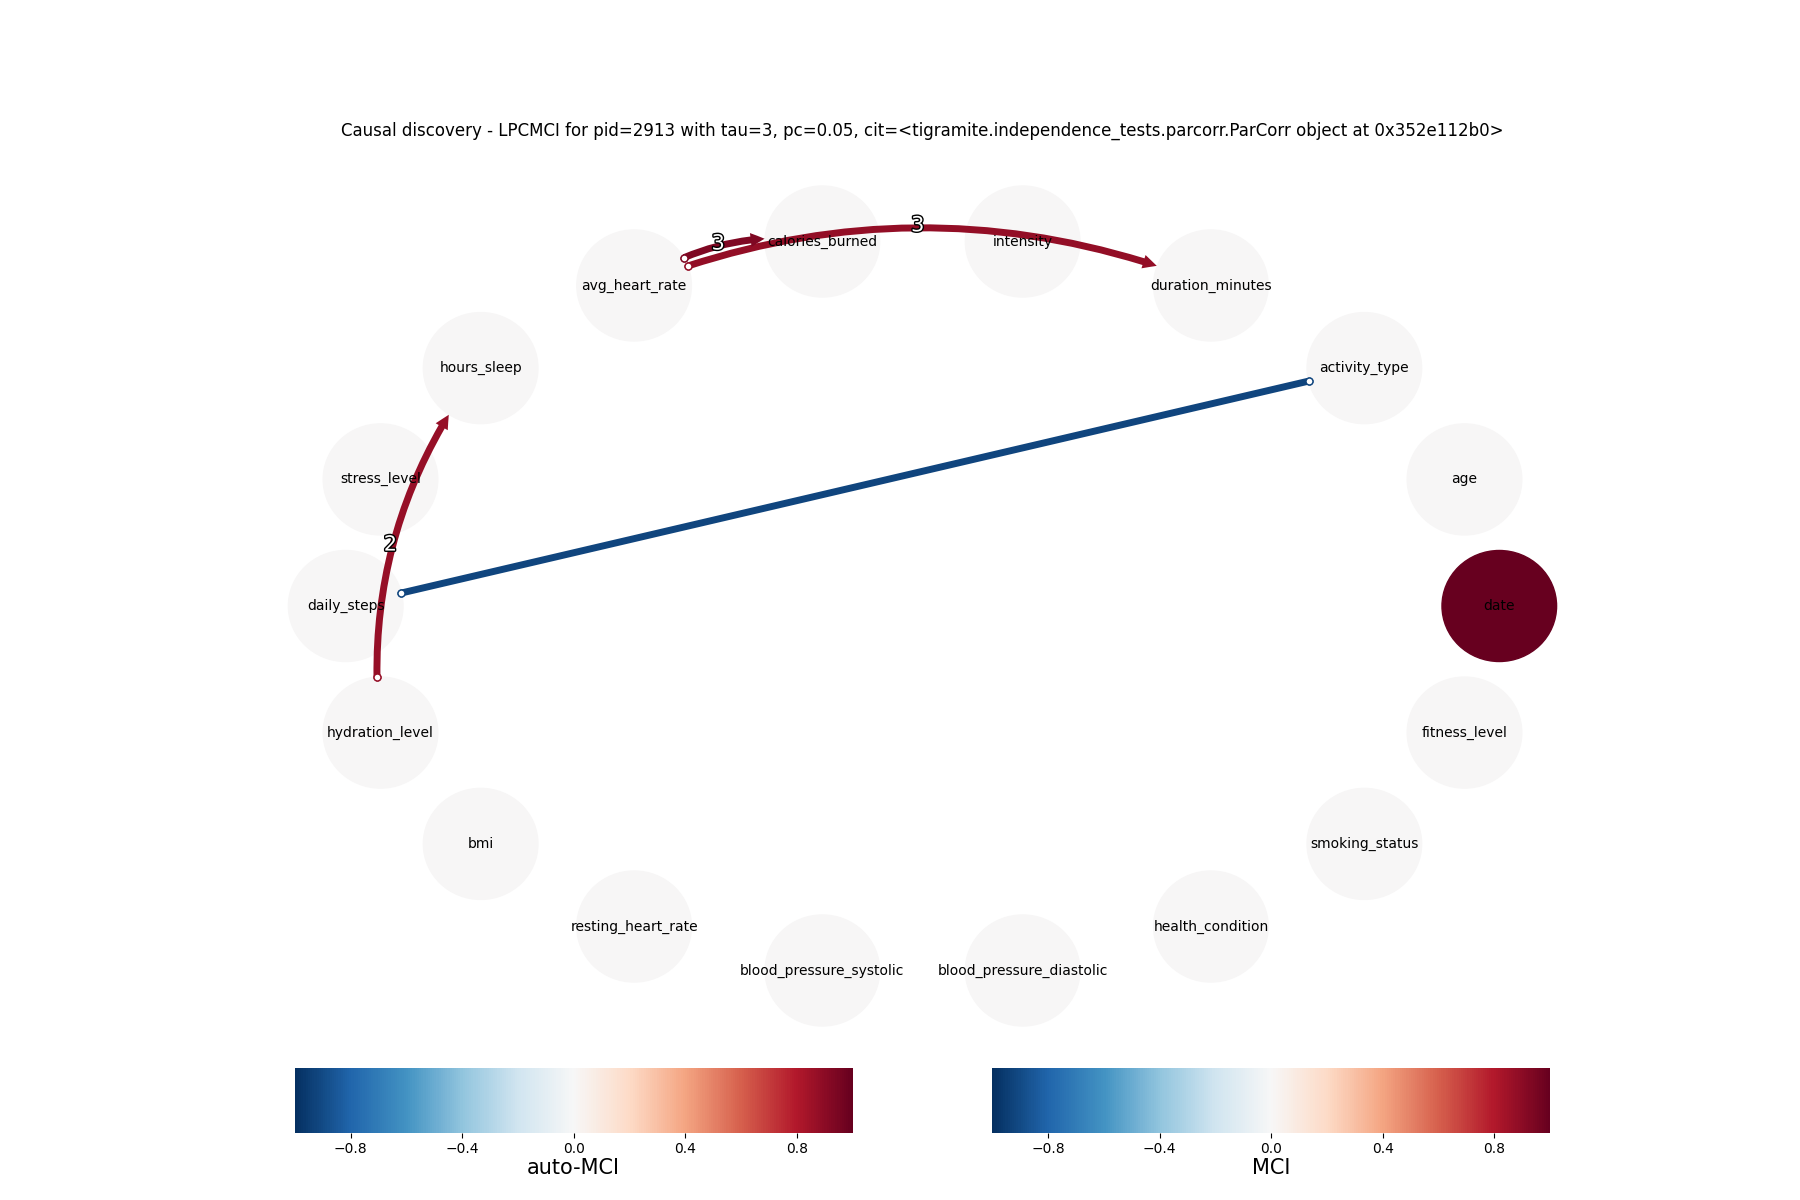 Causal discovery - LPCMCI for pid=2913 with tau=3, pc=0.05, cit=<tigramite.independence_tests.parcorr.ParCorr object at 0x352e112b0>
3
3
calories_burned
intensity
avg_heart_rate
duration_minutes
hours_sleep
activity_type
stress_level
age
2
daily_steps
date
hydration_level
fitness_level
bmi
smoking_status
resting_heart_rate
health_condition
blood_pressure_systolic
blood_pressure_diastolic
−0.8 −0.4 0.0 0.4 0.8
auto-MCI
−0.8 −0.4 0.0 0.4 0.8
MCI